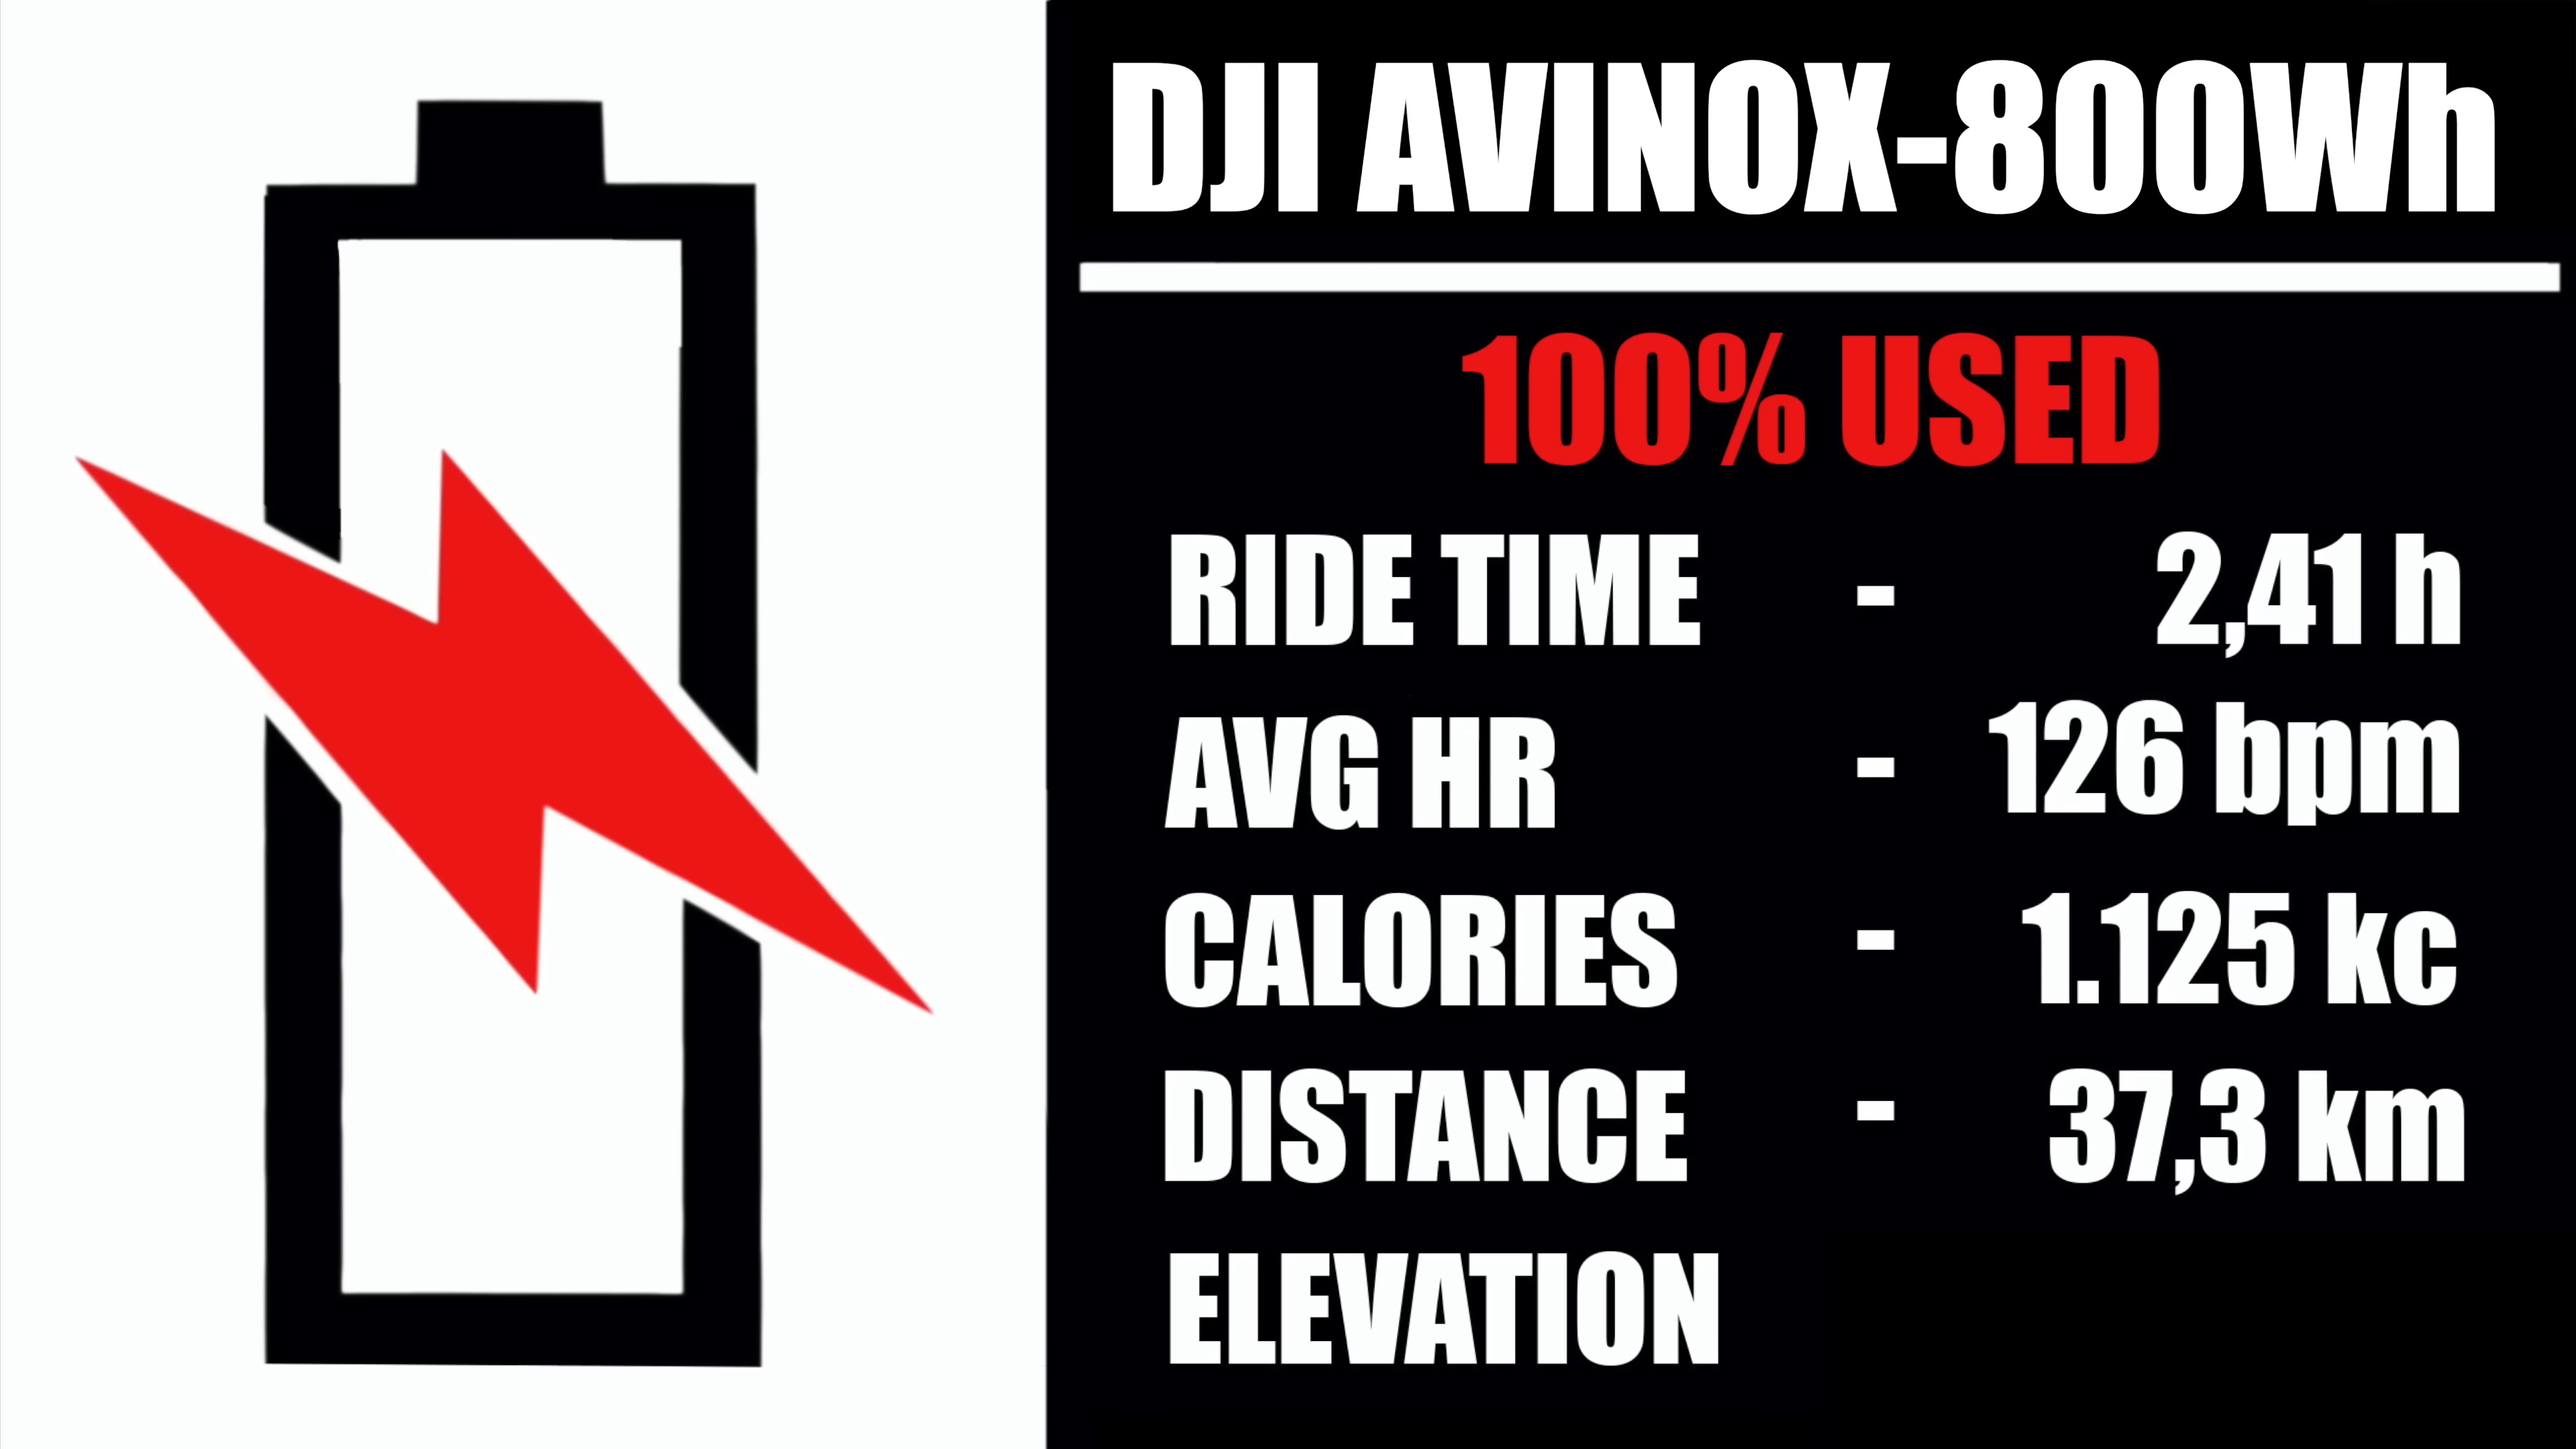 DJI AVINOX-800Wh
100% USED
RIDE TIME - 2,41 h
AVG HR - 126 bpm
CALORIES - 1.125 kc
DISTANCE - 37,3 km
ELEVATION